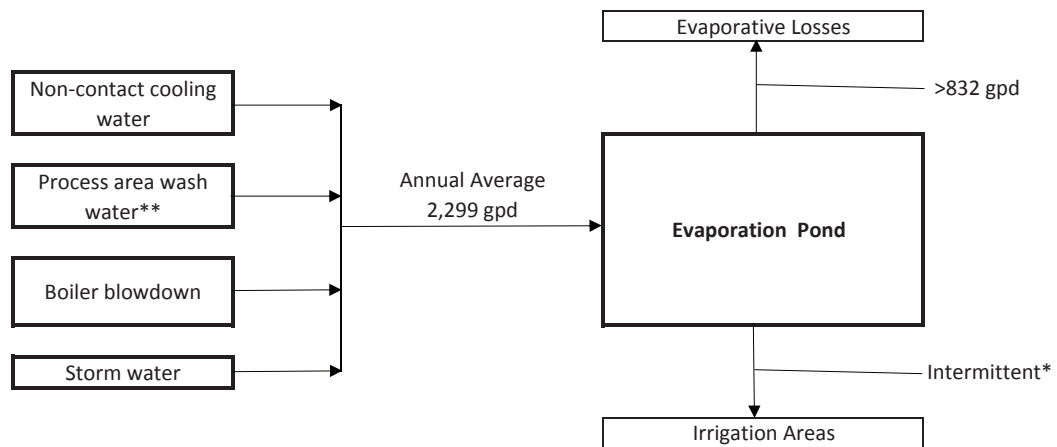 Evaporative Losses
Non-contact cooling
water
>832 gpd
Process area wash
water**
Annual Average
2,299 gpd
Evaporation Pond
Boiler blowdown
Storm water
Intermittent*
Irrigation Areas